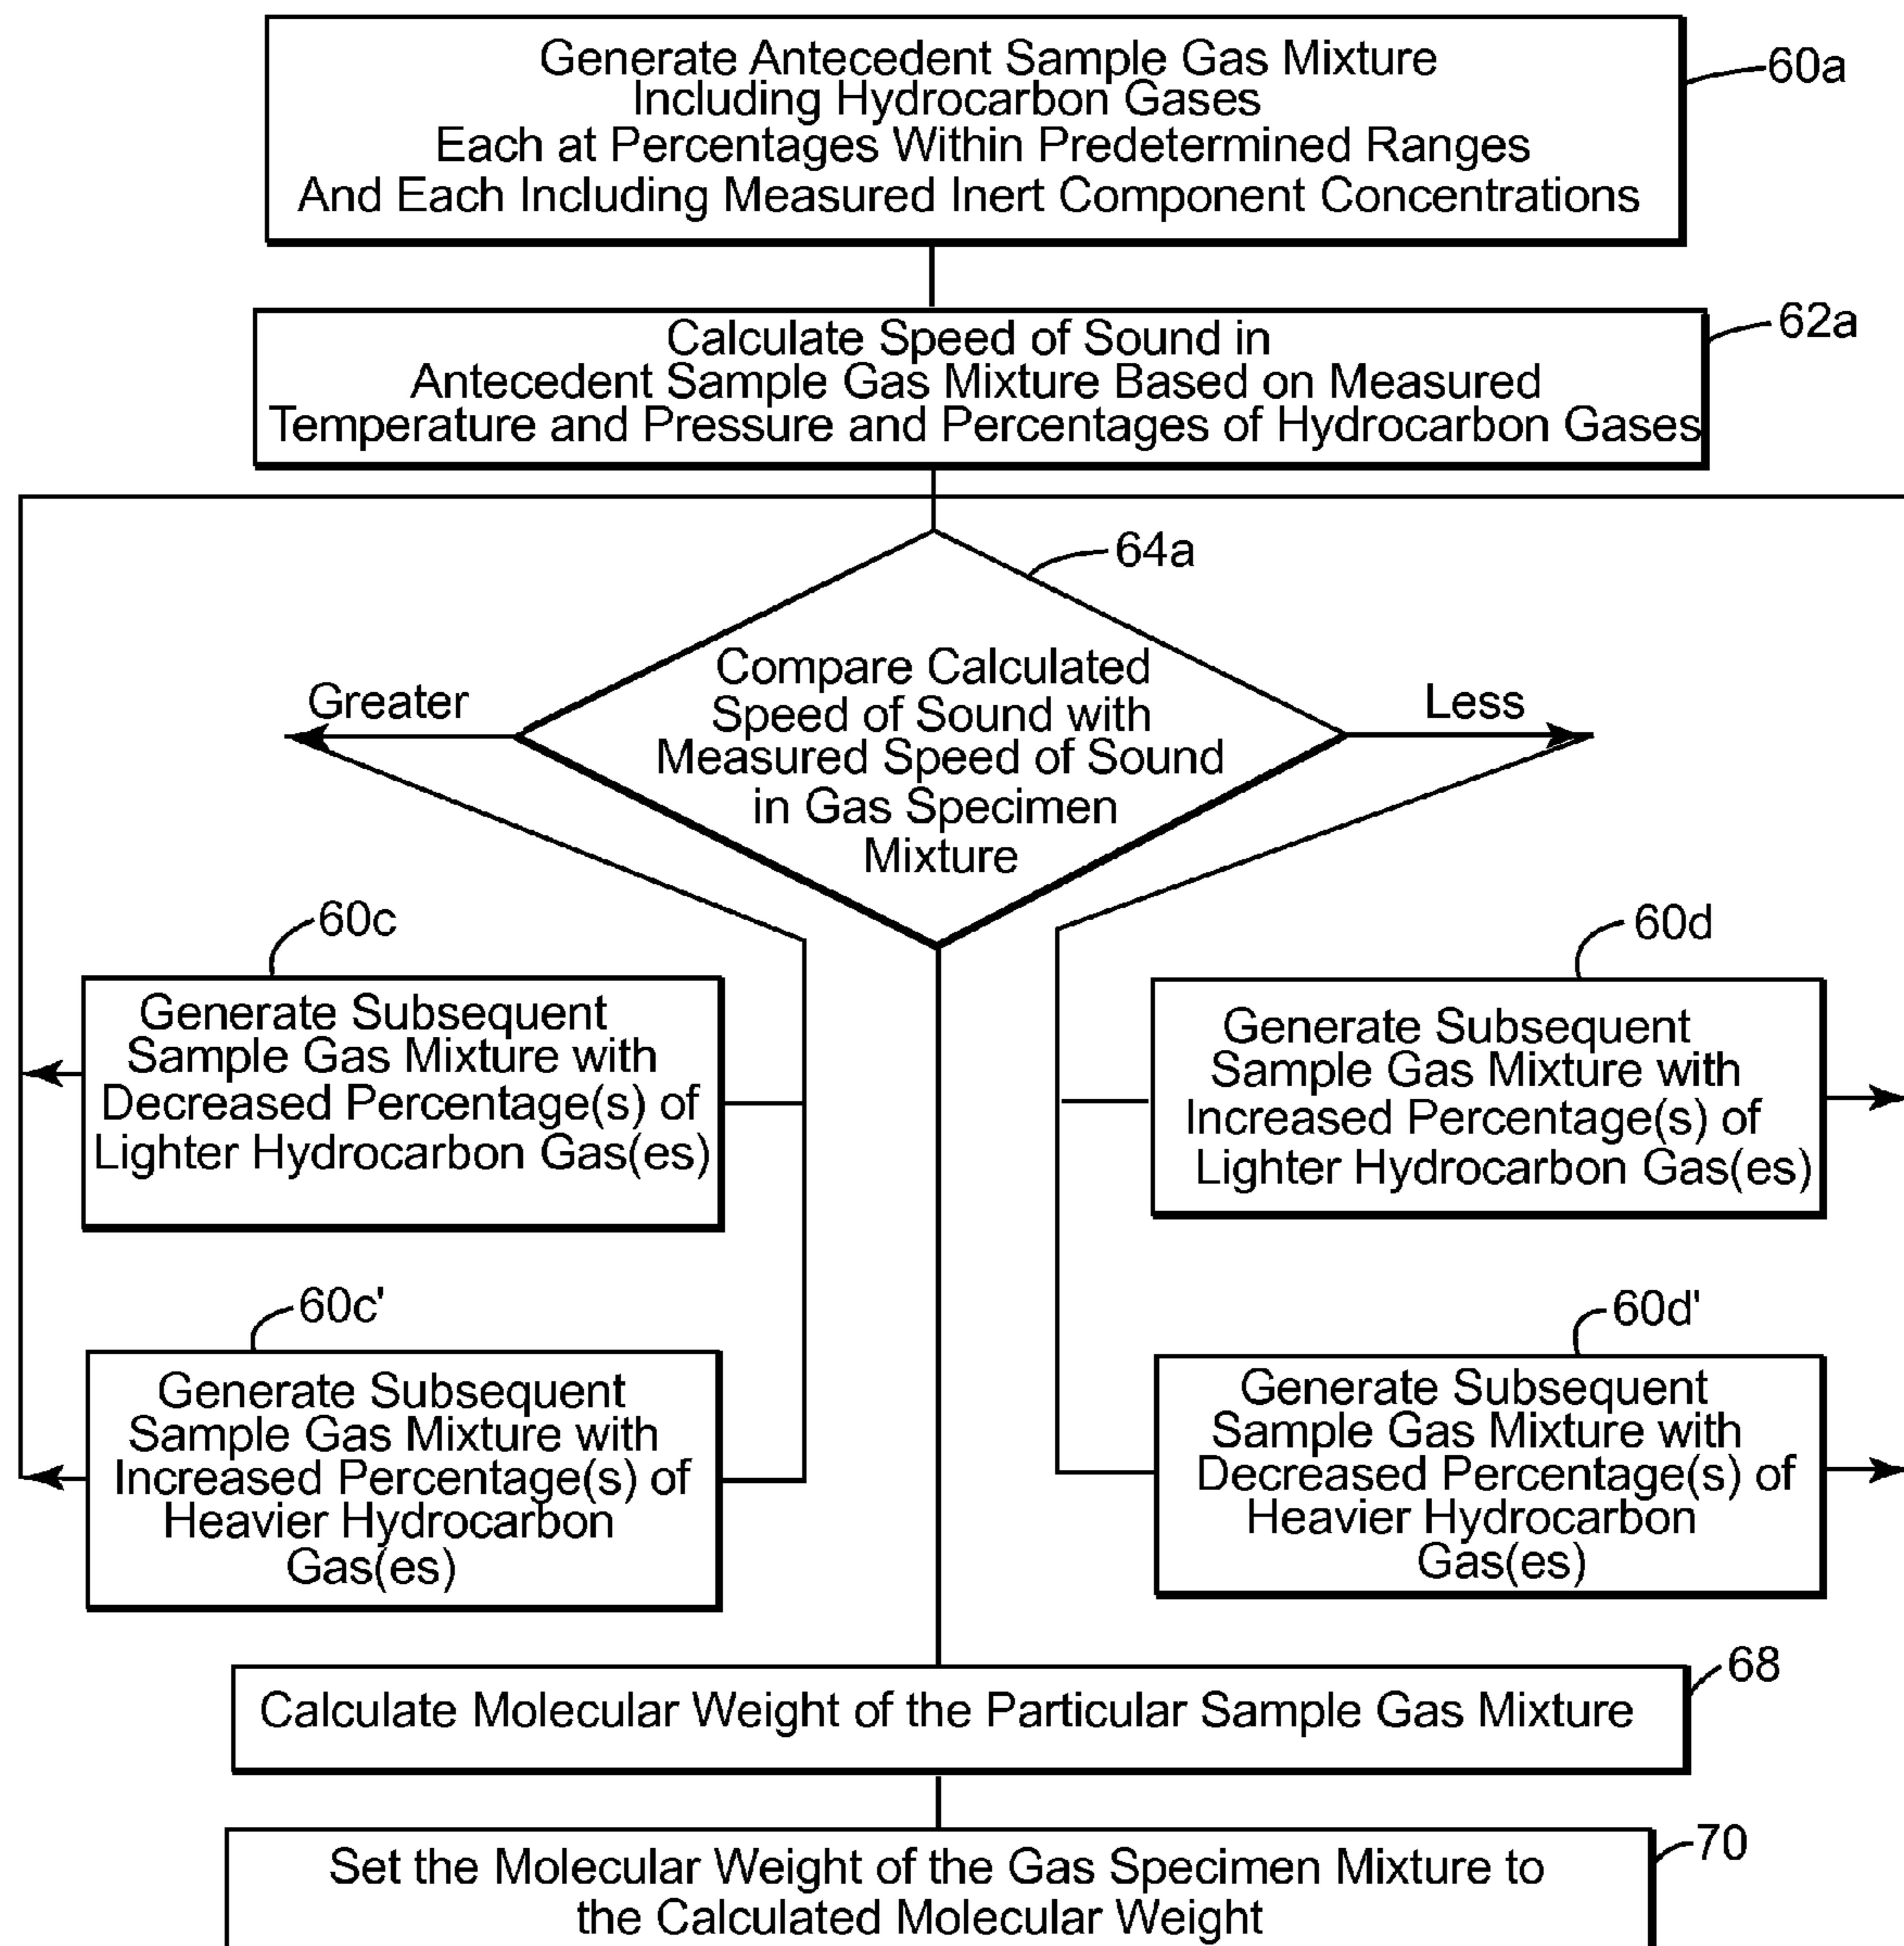 Generate Antecedent Sample Gas Mixture
Including Hydrocarbon Gases
Each at Percentages Within Predetermined Ranges
And Each Including Measured Inert Component Concentrations
60a
Calculate Speed of Sound in
Antecedent Sample Gas Mixture Based on Measured
Temperature and Pressure and Percentages of Hydrocarbon Gases
62a
64a
Compare Calculated
Speed of Sound with
Measured Speed of Sound
in Gas Specimen
Mixture
Greater
Less
60c
Generate Subsequent
Sample Gas Mixture with
Decreased Percentage(s) of
Lighter Hydrocarbon Gas(es)
60d
Generate Subsequent
Sample Gas Mixture with
Increased Percentage(s) of
Lighter Hydrocarbon Gas(es)
60c'
Generate Subsequent
Sample Gas Mixture with
Increased Percentage(s) of
Heavier Hydrocarbon
Gas(es)
60d'
Generate Subsequent
Sample Gas Mixture with
Decreased Percentage(s) of
Heavier Hydrocarbon
Gas(es)
68
Calculate Molecular Weight of the Particular Sample Gas Mixture
70
Set the Molecular Weight of the Gas Specimen Mixture to
the Calculated Molecular Weight